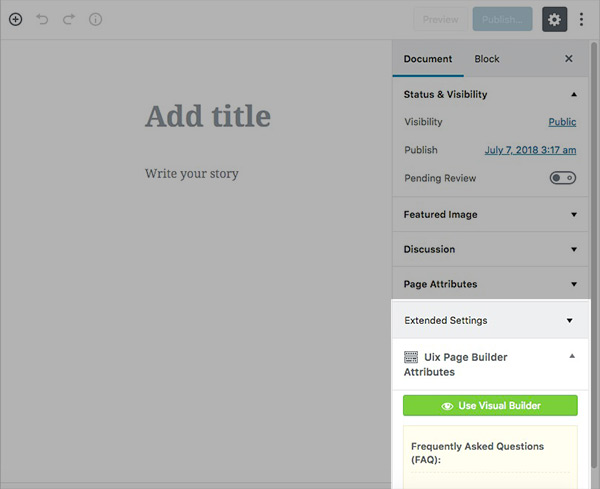 Preview
Publish...
Document
Block
Status & Visibility
Visibility
Public
Publish
July 7, 2018 3:17 am
Pending Review
Add title
Write your story
Featured Image
Discussion
Page Attributes
Extended Settings
Uix Page Builder
Attributes
Use Visual Builder
Frequently Asked Questions
(FAQ):